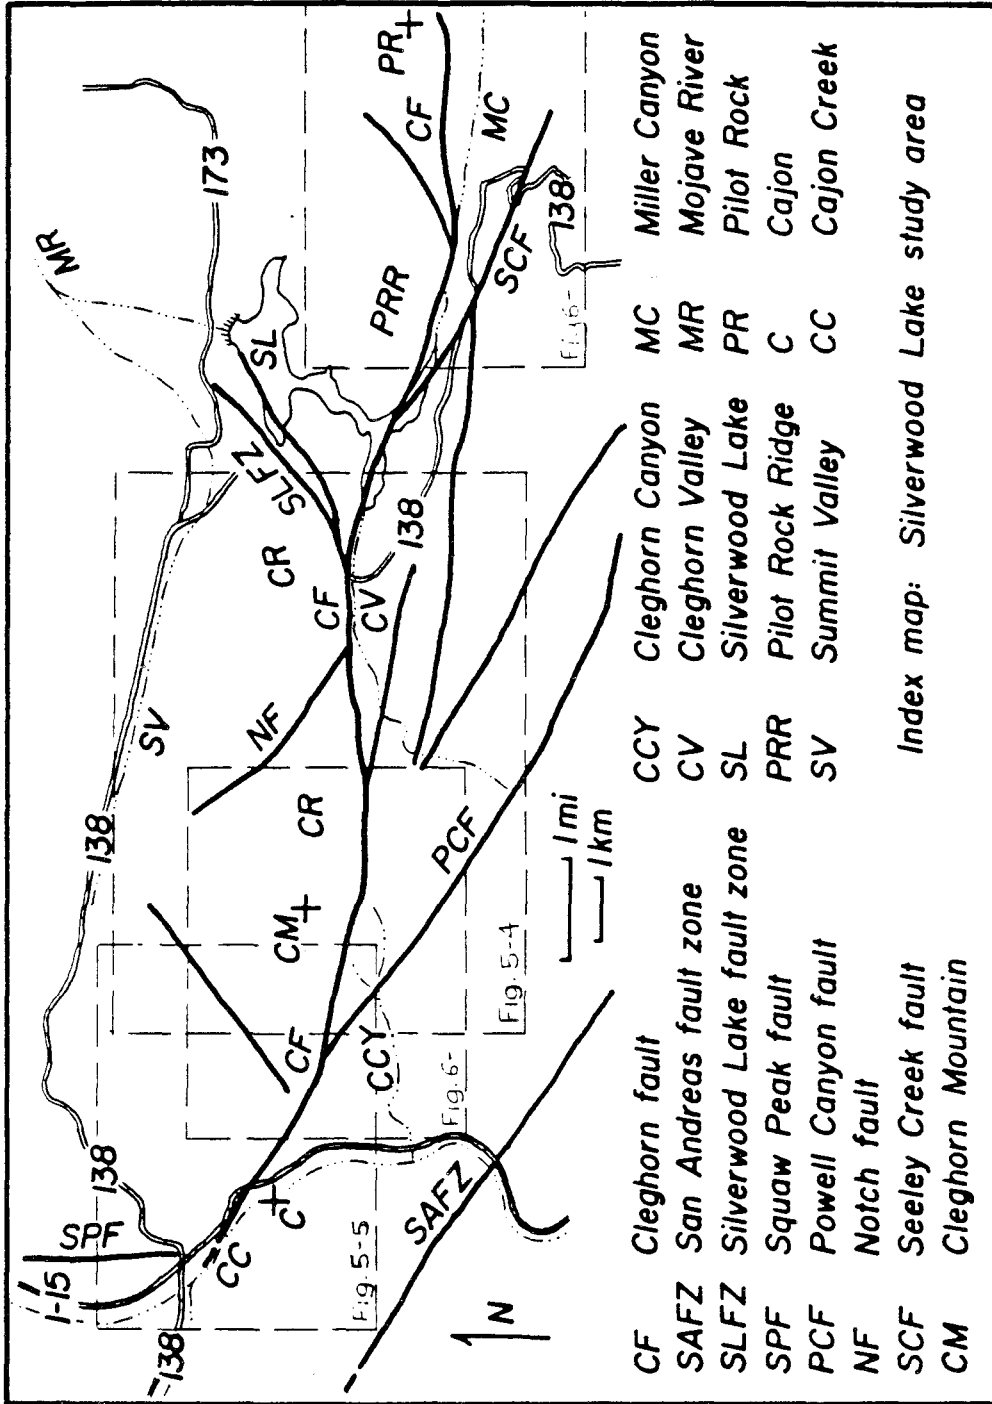 I-15
138
SPF
138
138
SV
MR
173
CC
C
CF
CM
CR
NF
CR
SLFZ
SL
CF
CV
138
PRR
CF
PR
MC
SCF
138
CCY
PCF
SAFZ
Fig. 5-5
Fig. 6-
Fig. 5-4
Fig. 6-
N
1 mi
1 km
CF Cleghorn fault
SAFZ San Andreas fault zone
SLFZ Silverwood Lake fault zone
SPF Squaw Peak fault
PCF Powell Canyon fault
NF Notch fault
SCF Seeley Creek fault
CM Cleghorn Mountain
CCY Cleghorn Canyon
CV Cleghorn Valley
SL Silverwood Lake
PRR Pilot Rock Ridge
SV Summit Valley
MC Miller Canyon
MR Mojave River
PR Pilot Rock
C Cajon
CC Cajon Creek
Index map: Silverwood Lake study area